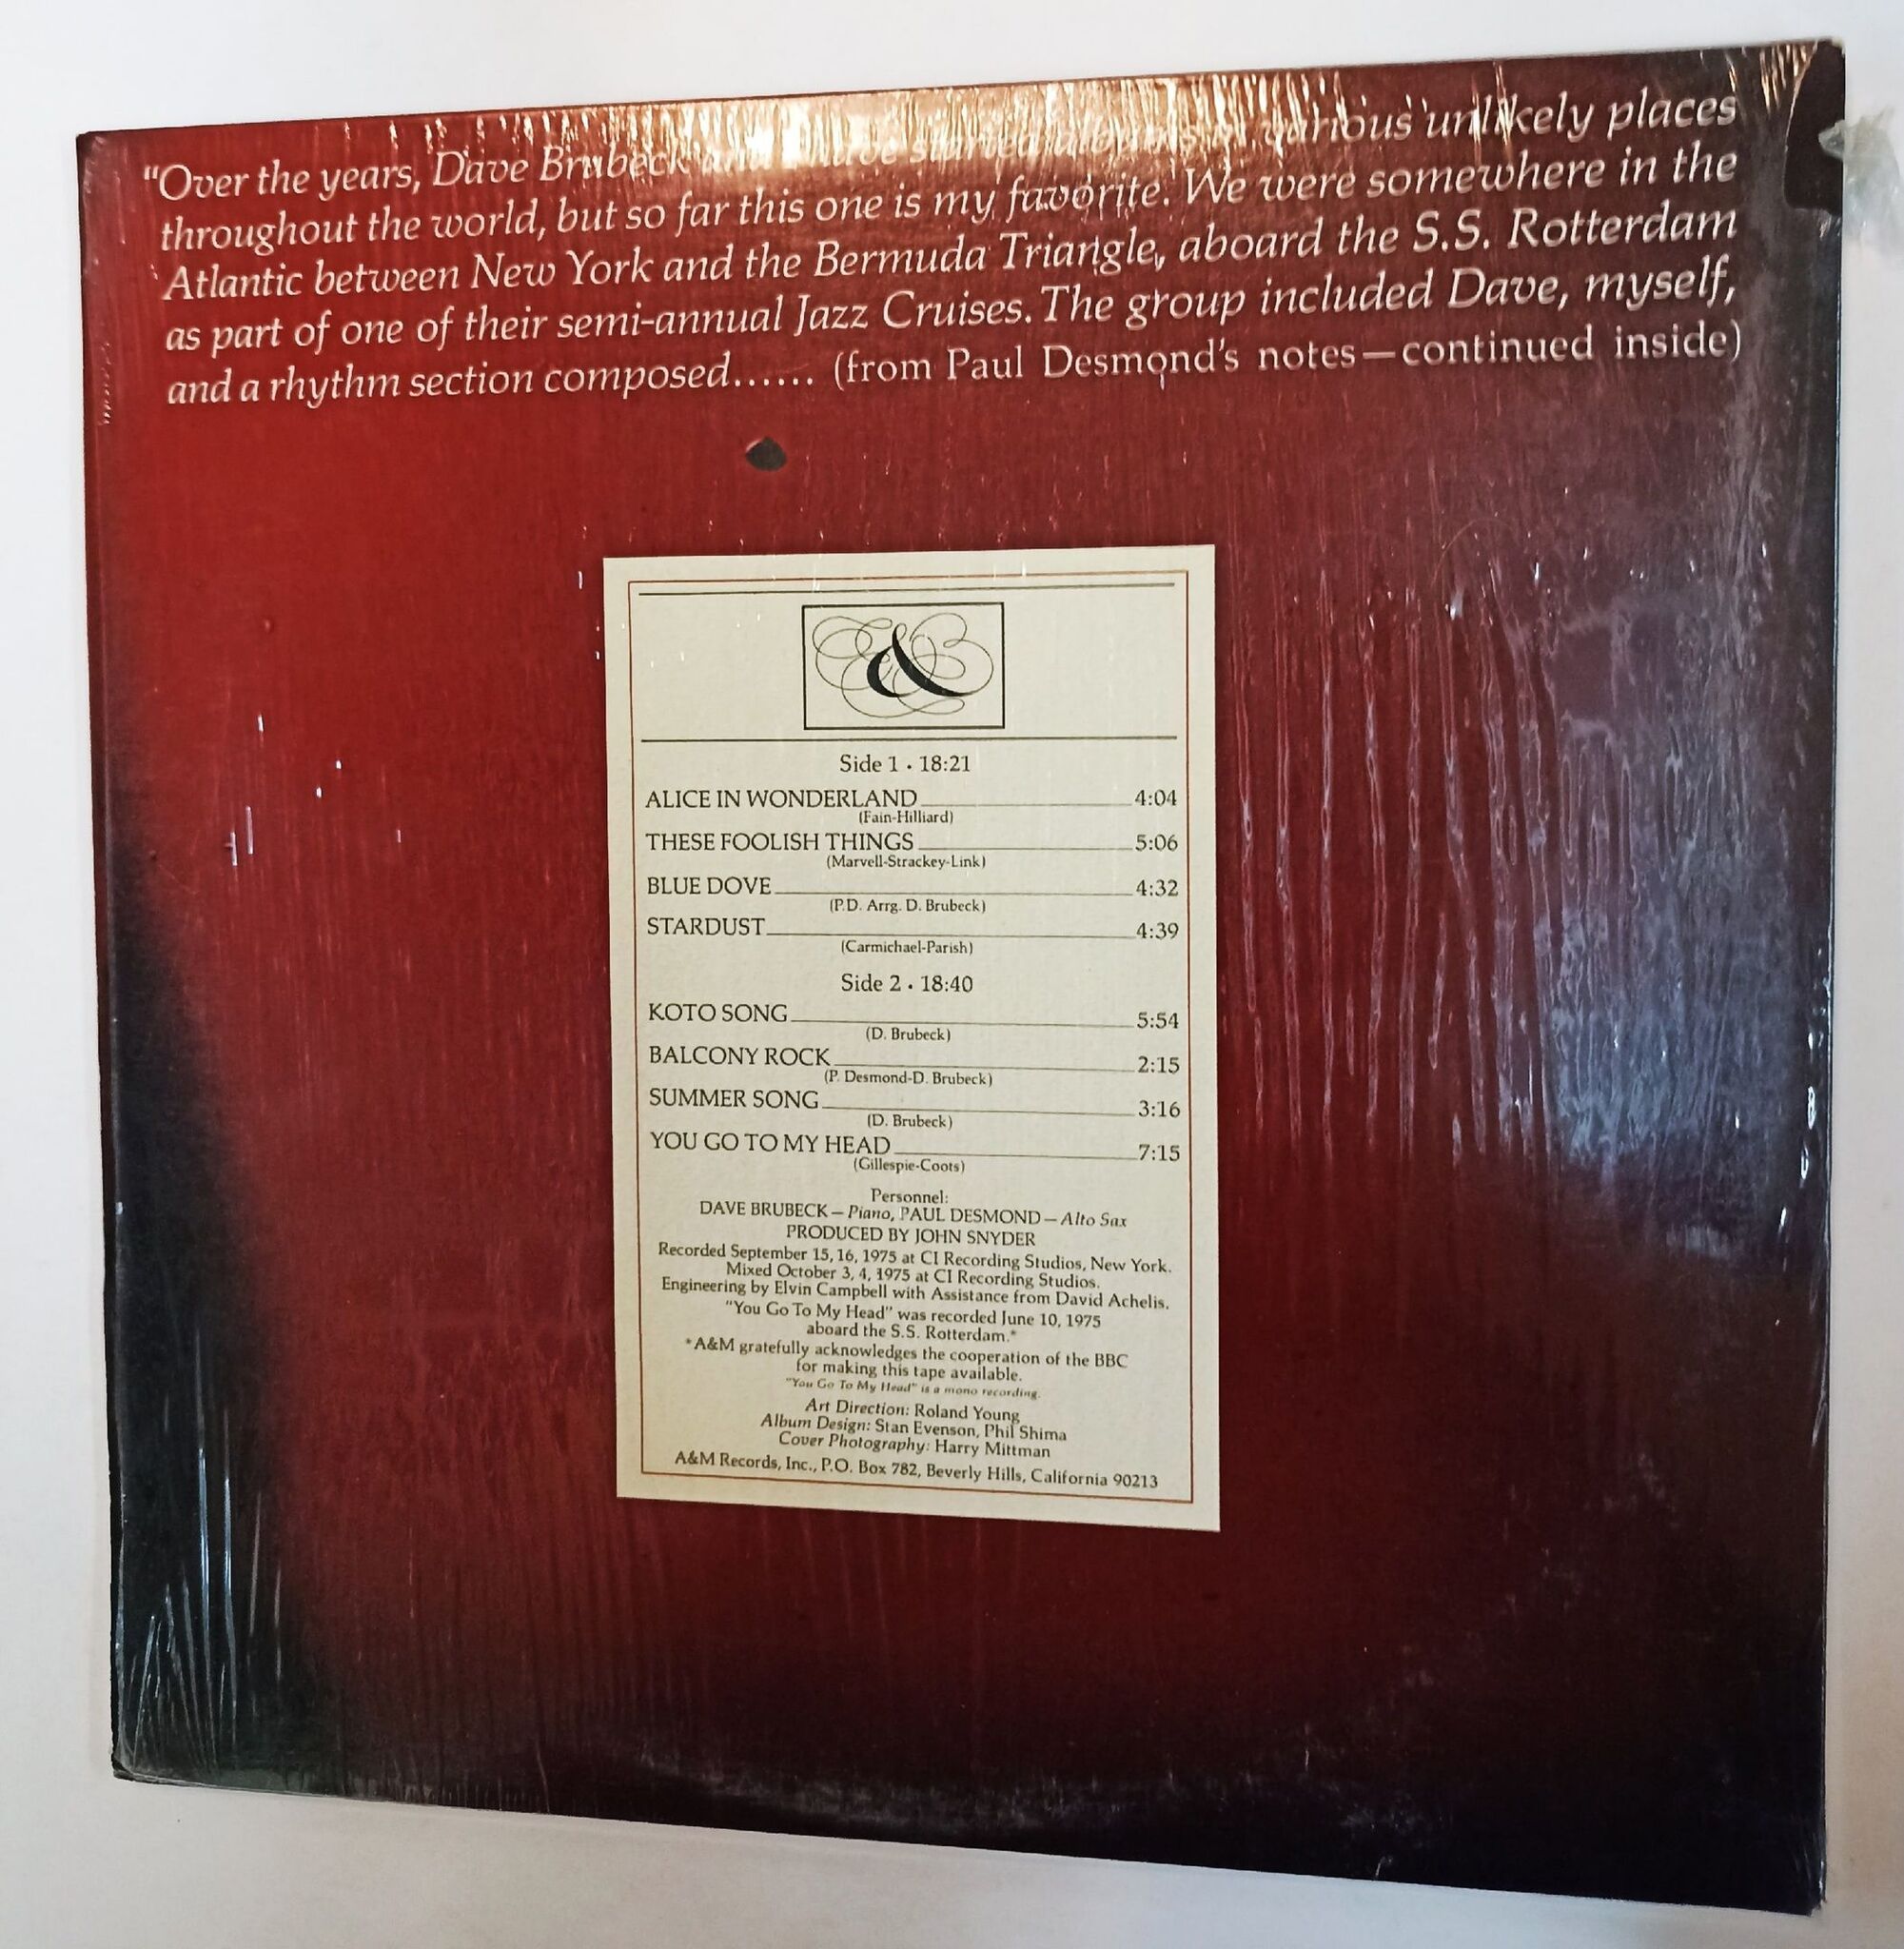 "Over the years, Dave Brubeck and I have started albums in various unlikely places
throughout the world, but so far this one is my favorite. We were somewhere in the
Atlantic between New York and the Bermuda Triangle, aboard the S.S. Rotterdam
as part of one of their semi-annual Jazz Cruises. The group included Dave, myself,
and a rhythm section composed...... (from Paul Desmond's notes—continued inside)
&
Side 1 • 18:21
ALICE IN WONDERLAND 4:04
(Fain-Hilliard)
THESE FOOLISH THINGS 5:06
(Marvell-Strackey-Link)
BLUE DOVE 4:32
(P.D. Arrg. D. Brubeck)
STARDUST 4:39
(Carmichael-Parish)
Side 2 • 18:40
KOTO SONG 5:54
(D. Brubeck)
BALCONY ROCK 2:15
(P. Desmond-D. Brubeck)
SUMMER SONG 3:16
(D. Brubeck)
YOU GO TO MY HEAD 7:15
(Gillespie-Coots)
Personnel:
DAVE BRUBECK — Piano, PAUL DESMOND — Alto Sax
PRODUCED BY JOHN SNYDER
Recorded September 15, 16, 1975 at CI Recording Studios, New York.
Mixed October 3, 4, 1975 at CI Recording Studios.
Engineering by Elvin Campbell with Assistance from David Achelis.
"You Go To My Head" was recorded June 10, 1975
aboard the S.S. Rotterdam.*
*A&M gratefully acknowledges the cooperation of the BBC
for making this tape available.
"You Go To My Head" is a mono recording.
Art Direction: Roland Young
Album Design: Stan Evenson, Phil Shima
Cover Photography: Harry Mittman
A&M Records, Inc., P.O. Box 782, Beverly Hills, California 90213